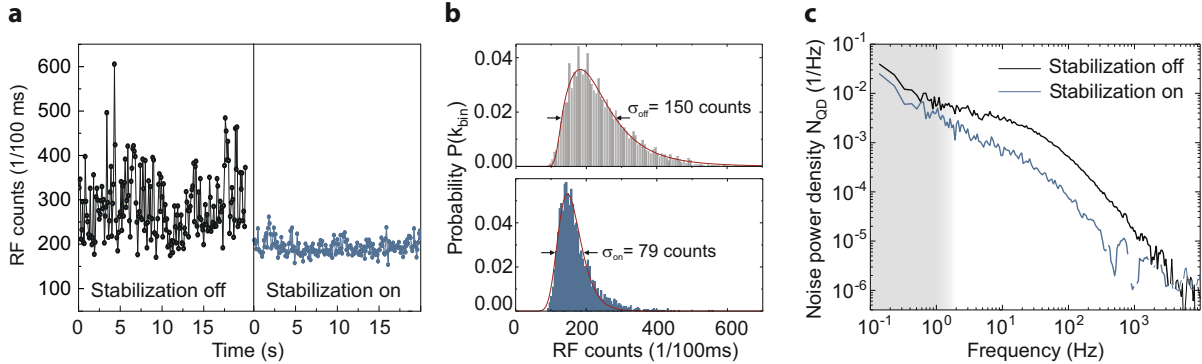 a
RF counts (1/100 ms)
600
500
400
300
200
100
Stabilization off
Stabilization on
0 5 10 15 0 5 10 15
Time (s)
b
Probability P(k_bin)
0.04
0.02
0.00
σ_off = 150 counts
0.04
0.02
0.00
σ_on = 79 counts
0 200 400 600
RF counts (1/100ms)
c
Noise power density N_QD (1/Hz)
10^-1
10^-2
10^-3
10^-4
10^-5
10^-6
Stabilization off
Stabilization on
10^-1 10^0 10^1 10^2 10^3
Frequency (Hz)